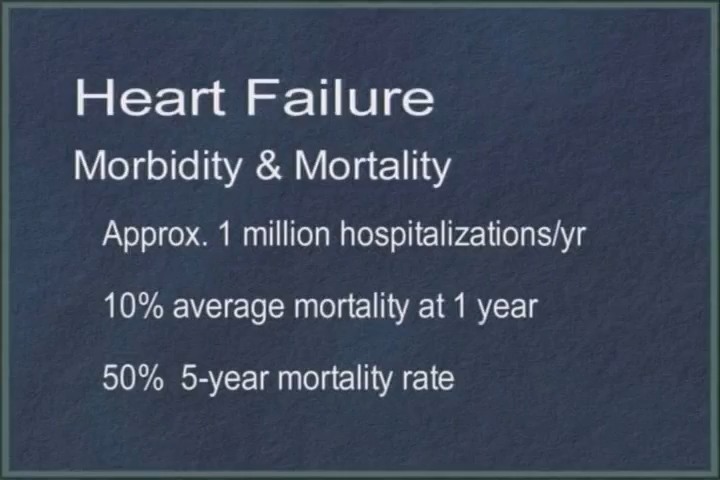 Heart Failure
Morbidity & Mortality
Approx. 1 million hospitalizations/yr
10% average mortality at 1 year
50% 5-year mortality rate